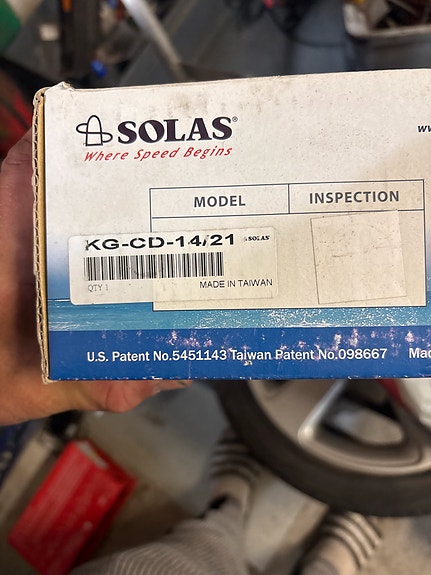 SOLAS®
Where Speed Begins
MODEL INSPECTION
KG-CD-14/21 SOLAS®
QTY 1 MADE IN TAIWAN
U.S. Patent No.5451143 Taiwan Patent No.098667